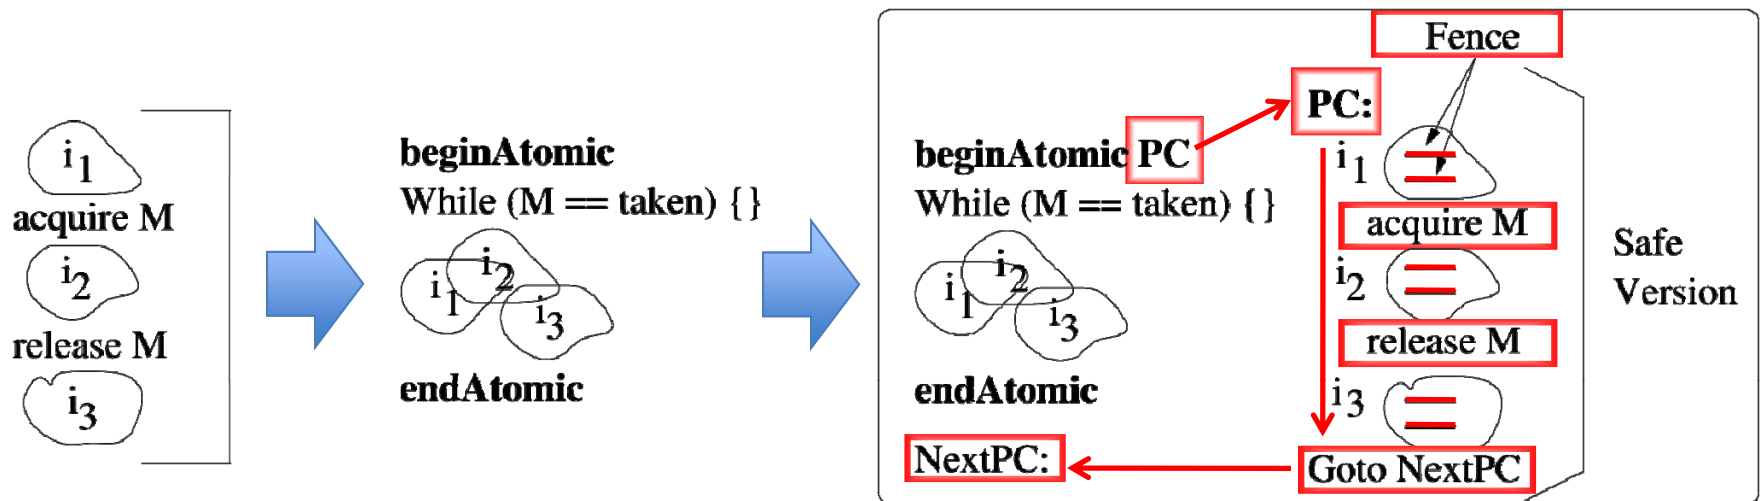 i1
acquire M
i2
release M
i3
beginAtomic
While (M == taken) {}
i1
i2
i3
endAtomic
Fence
PC:
beginAtomic PC
While (M == taken) {}
i1
i2
i3
endAtomic
NextPC:
i1
acquire M
i2
release M
i3
Goto NextPC
Safe
Version